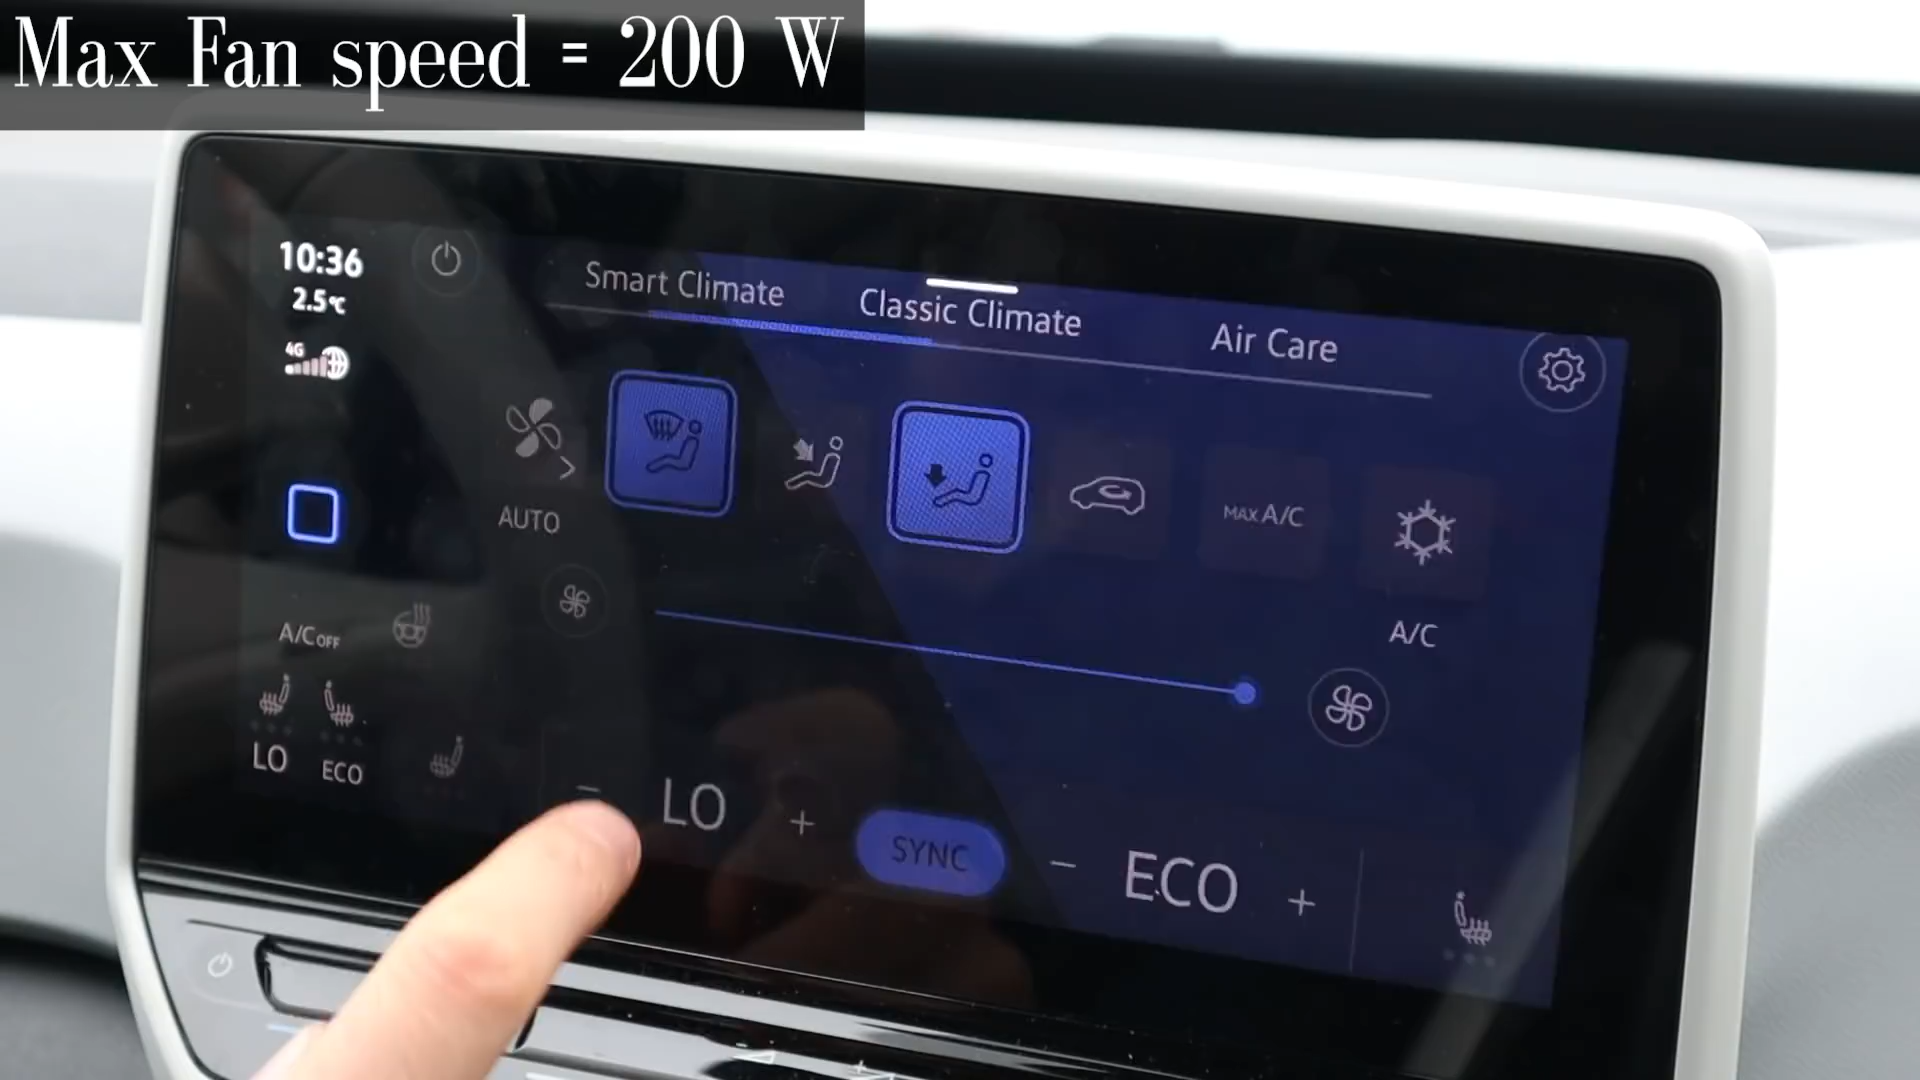 Max Fan speed = 200 W
10:36
2.5°C
4G
Smart Climate
Classic Climate
Air Care
AUTO
MAX A/C
A/C
A/C OFF
LO
ECO
− LO +
SYNC
− ECO +